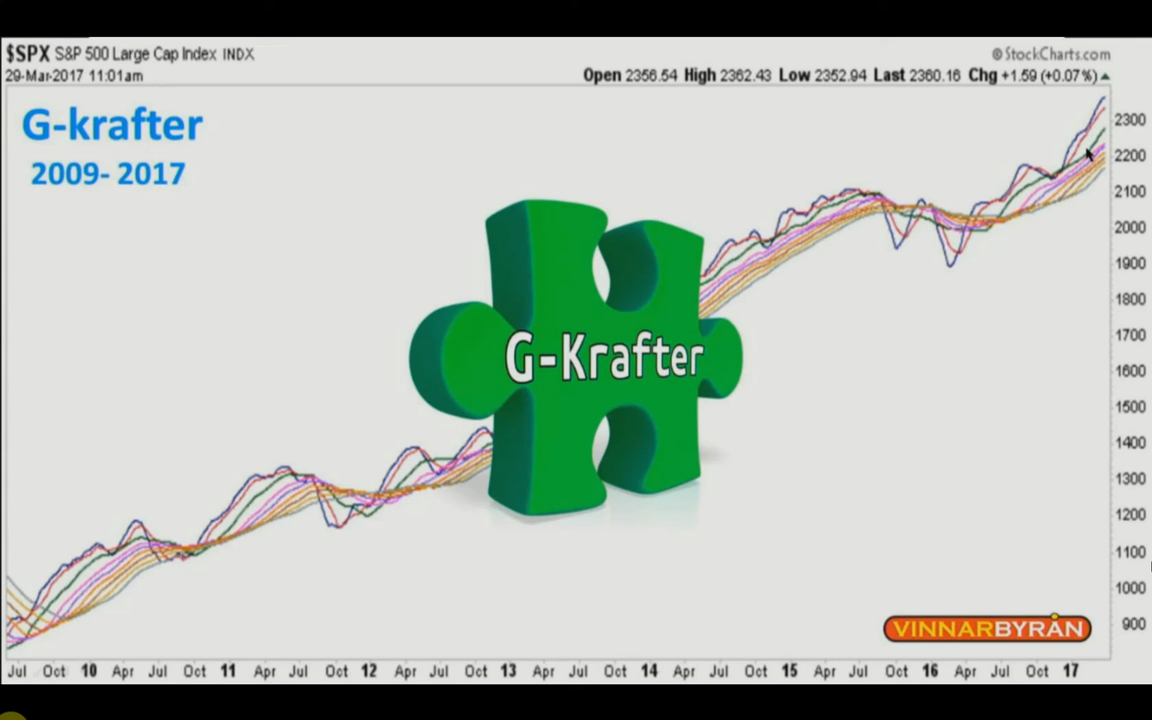 $SPX S&P 500 Large Cap Index INDX
© StockCharts.com
29-Mar-2017 11:01am
Open 2356.54 High 2362.43 Low 2352.94 Last 2360.16 Chg +1.59 (+0.07%)
G-krafter
2009- 2017
G-Krafter
2300
2200
2100
2000
1900
1800
1700
1600
1500
1400
1300
1200
1100
1000
900
VINNARBYRÅN
Jul Oct 10 Apr Jul Oct 11 Apr Jul Oct 12 Apr Jul Oct 13 Apr Jul Oct 14 Apr Jul Oct 15 Apr Jul Oct 16 Apr Jul Oct 17